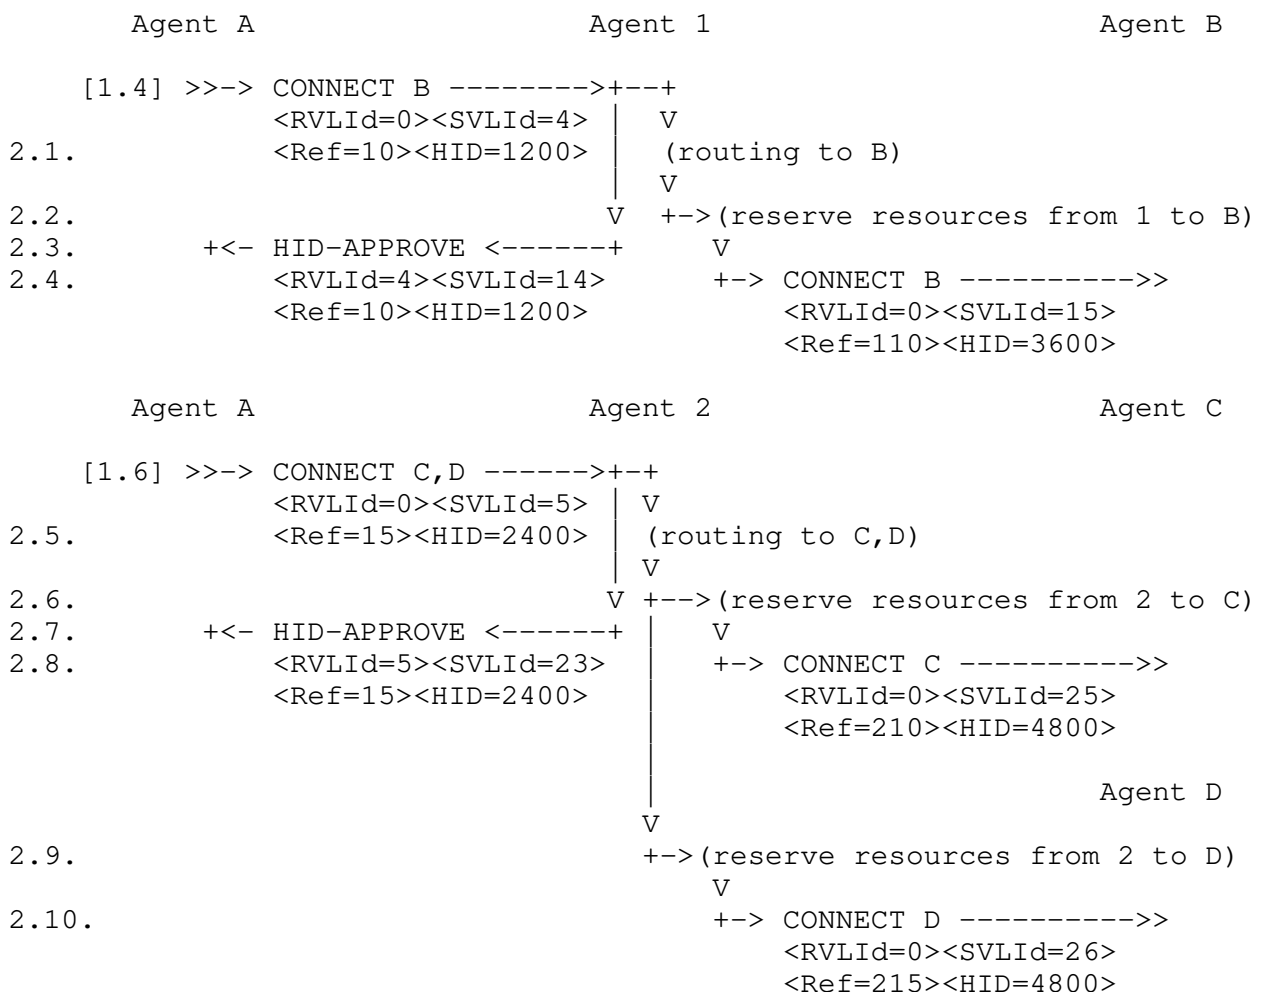 Agent A Agent 1 Agent B
[1.4] >>-> CONNECT B -------->+--+
<RVLId=0><SVLId=4> | V
2.1. <Ref=10><HID=1200> | (routing to B)
| V
2.2. V +->(reserve resources from 1 to B)
2.3. +<- HID-APPROVE <------+ V
2.4. <RVLId=4><SVLId=14> +-> CONNECT B ---------->>
<Ref=10><HID=1200> <RVLId=0><SVLId=15>
<Ref=110><HID=3600>
Agent A Agent 2 Agent C
[1.6] >>-> CONNECT C,D ------>+-+
<RVLId=0><SVLId=5> | V
2.5. <Ref=15><HID=2400> | (routing to C,D)
| V
2.6. V +-->(reserve resources from 2 to C)
2.7. +<- HID-APPROVE <------+ | V
2.8. <RVLId=5><SVLId=23> | +-> CONNECT C ---------->>
<Ref=15><HID=2400> | <RVLId=0><SVLId=25>
| <Ref=210><HID=4800>
|
| Agent D
V
2.9. +->(reserve resources from 2 to D)
V
2.10. +-> CONNECT D ---------->>
<RVLId=0><SVLId=26>
<Ref=215><HID=4800>